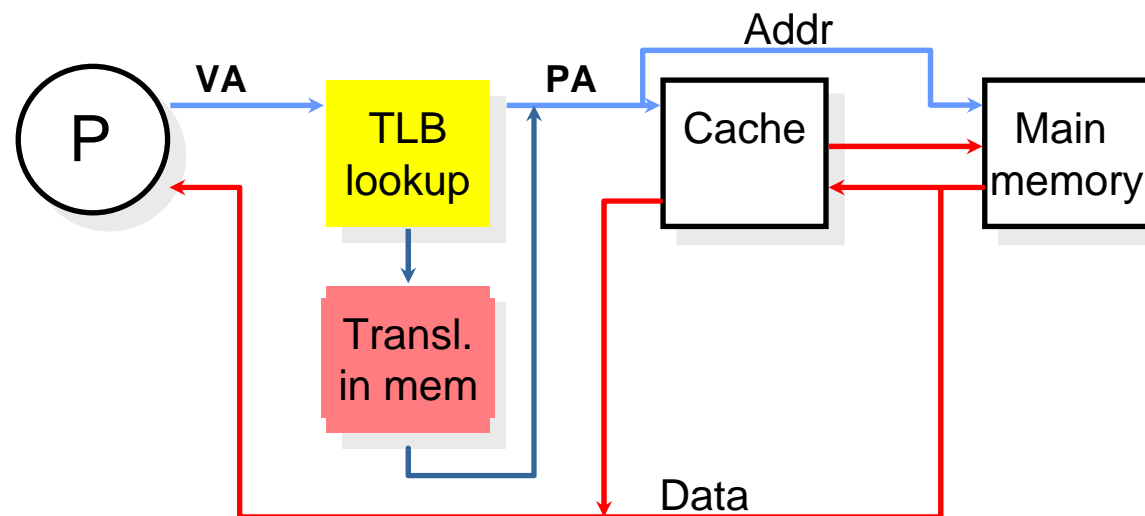 Addr
VA
PA
P
TLB
lookup
Cache
Main
memory
Transl.
in mem
Data